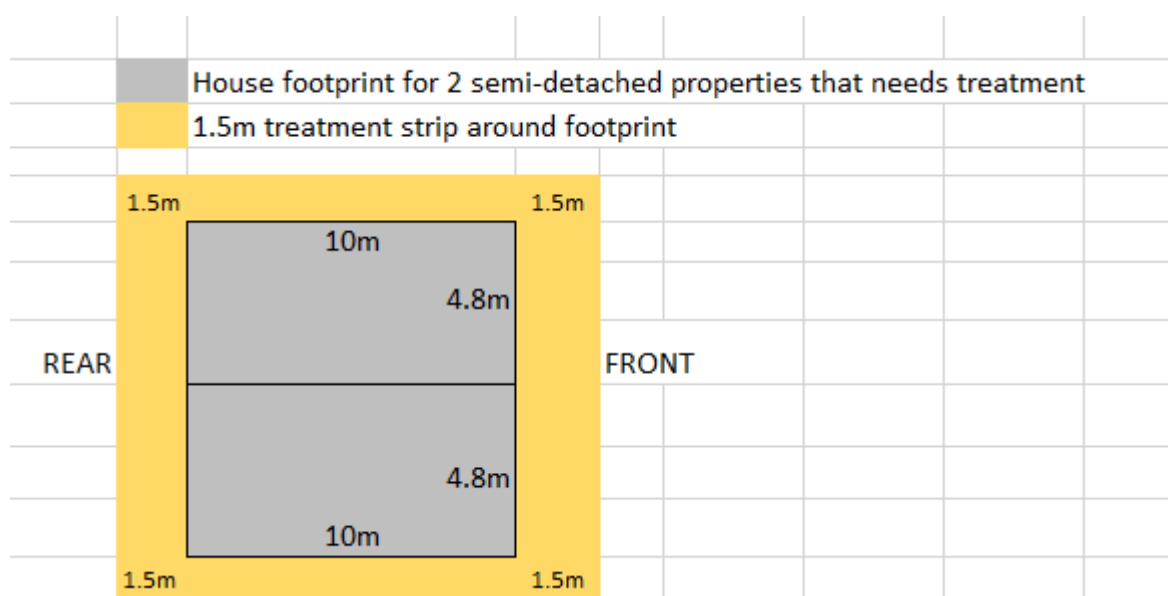 House footprint for 2 semi-detached properties that needs treatment
1.5m treatment strip around footprint
1.5m
1.5m
10m
4.8m
REAR
FRONT
4.8m
10m
1.5m
1.5m